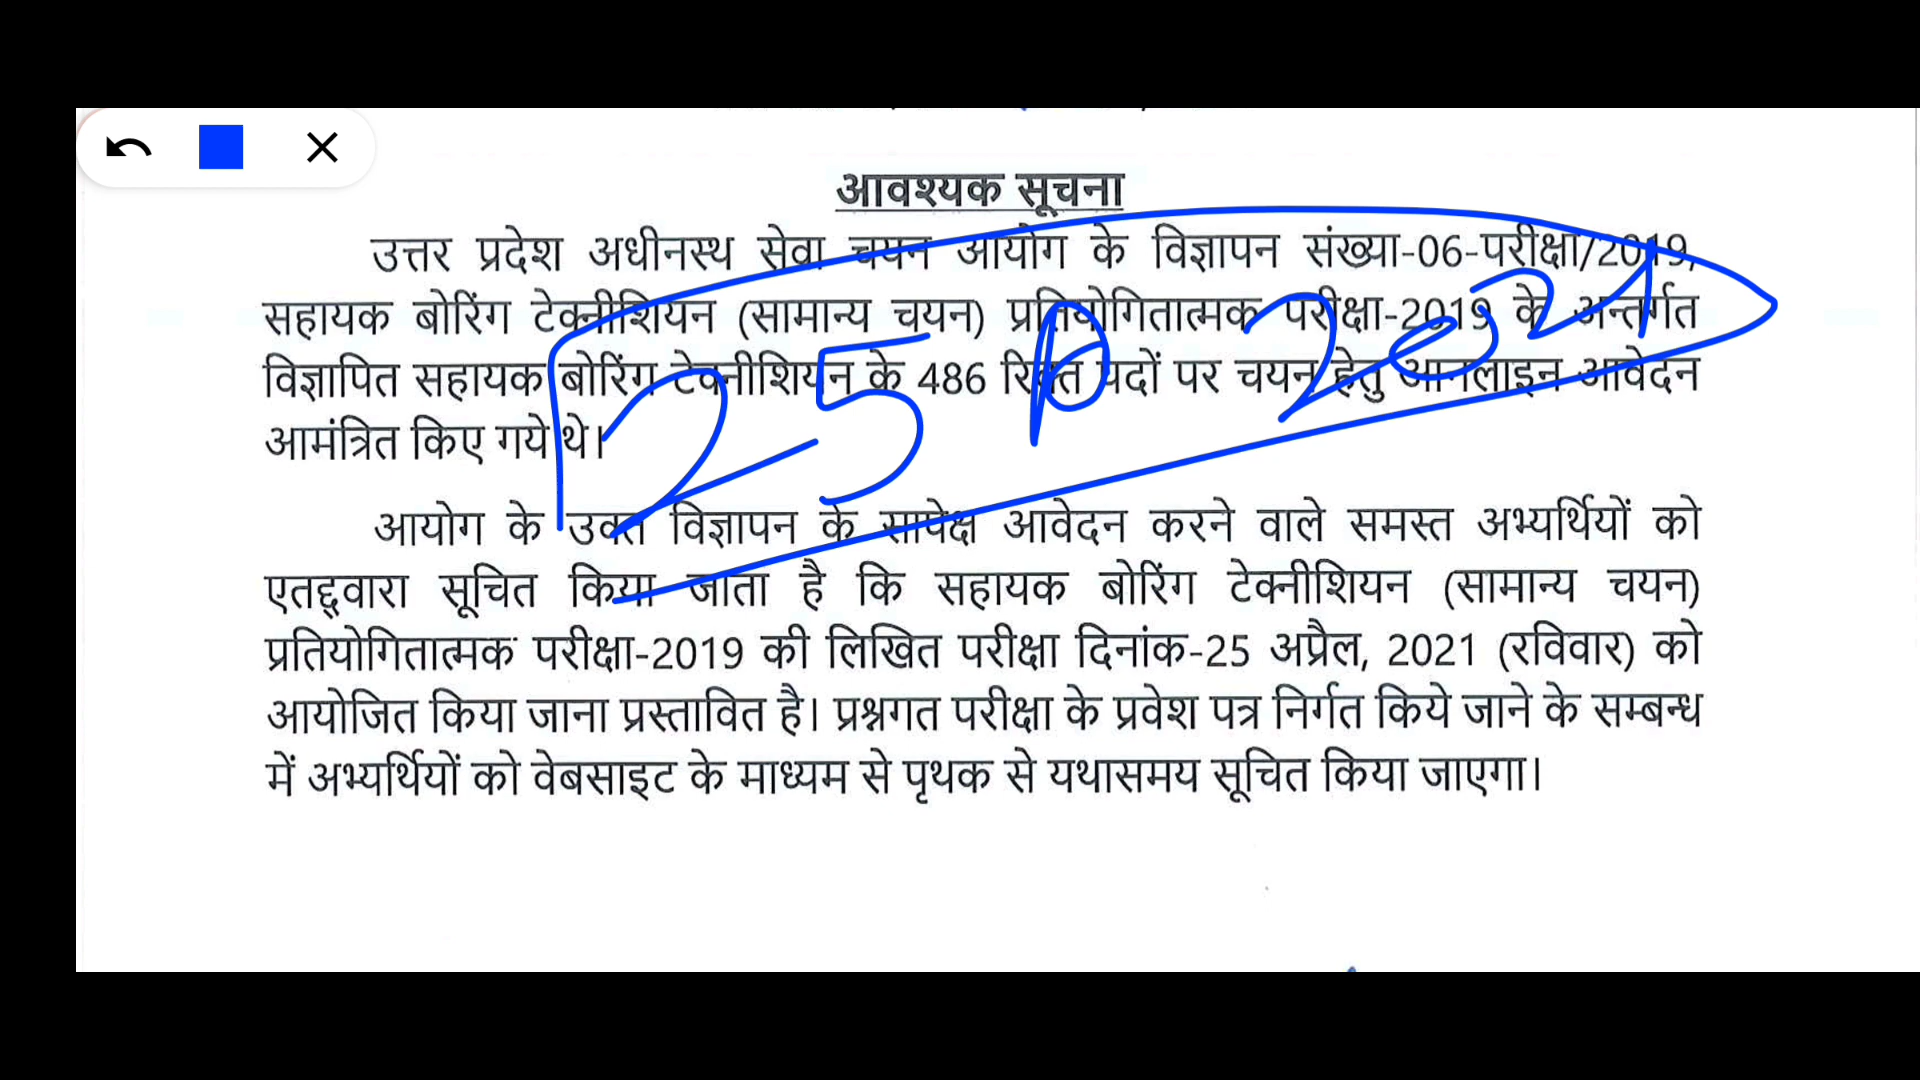 आवश्यक सूचना
उत्तर प्रदेश अधीनस्थ सेवा चयन आयोग के विज्ञापन संख्या-06-परीक्षा/2019,
सहायक बोरिंग टेक्नीशियन (सामान्य चयन) प्रतियोगितात्मक परीक्षा-2019 के अन्तर्गत
विज्ञापित सहायक बोरिंग टेक्नीशियन के 486 रिक्त पदों पर चयन हेतु आनलाइन आवेदन
आमंत्रित किए गये थे।
25 2021
आयोग के उक्त विज्ञापन के सापेक्ष आवेदन करने वाले समस्त अभ्यर्थियों को
एतद्द्वारा सूचित किया जाता है कि सहायक बोरिंग टेक्नीशियन (सामान्य चयन)
प्रतियोगितात्मक परीक्षा-2019 की लिखित परीक्षा दिनांक-25 अप्रैल, 2021 (रविवार) को
आयोजित किया जाना प्रस्तावित है। प्रश्नगत परीक्षा के प्रवेश पत्र निर्गत किये जाने के सम्बन्ध
में अभ्यर्थियों को वेबसाइट के माध्यम से पृथक से यथासमय सूचित किया जाएगा।